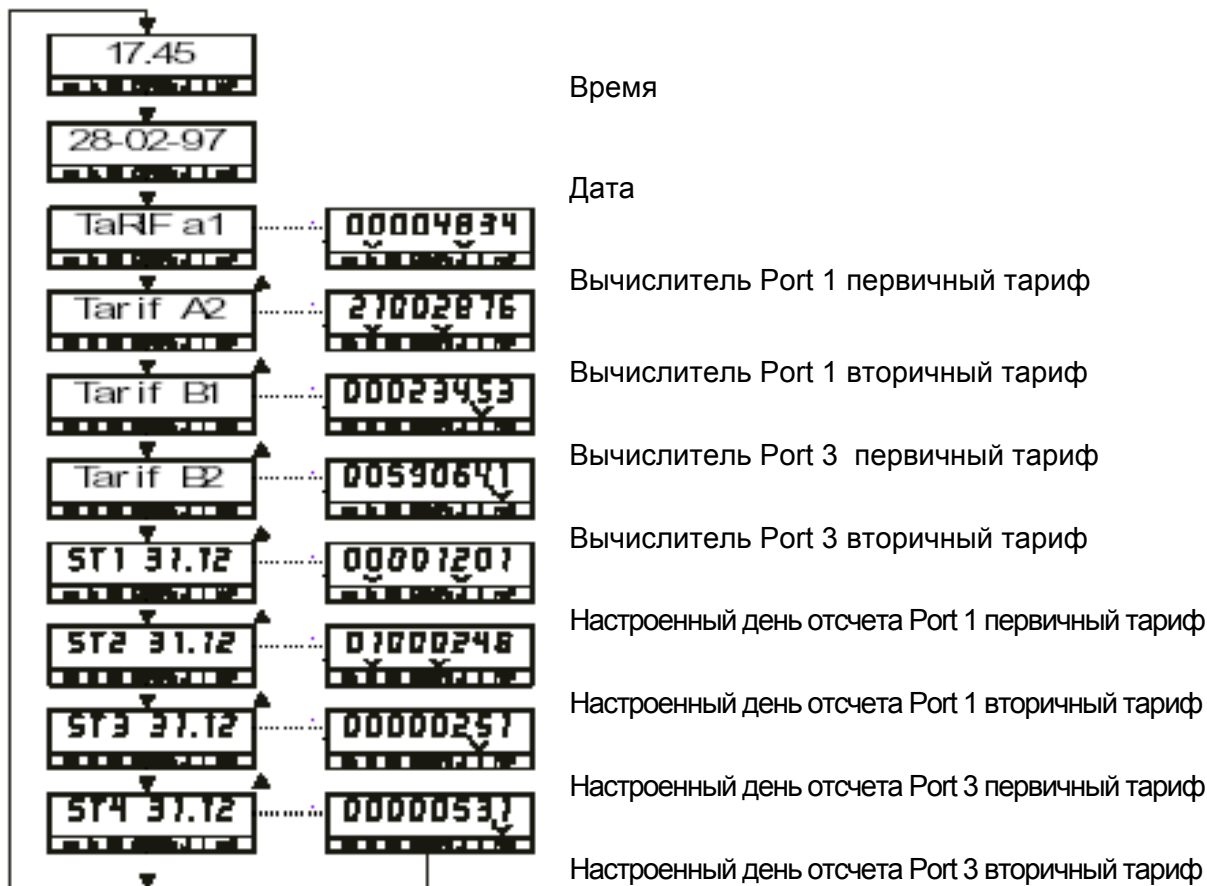 17.45
Время
28-02-97
Дата
TaRIF a1 00004834
Вычислитель Port 1 первичный тариф
Tarif A2 21002876
Вычислитель Port 1 вторичный тариф
Tarif B1 00023453
Вычислитель Port 3 первичный тариф
Tarif B2 00590641
Вычислитель Port 3 вторичный тариф
ST1 31.12 00001201
Настроенный день отсчета Port 1 первичный тариф
ST2 31.12 01000248
Настроенный день отсчета Port 1 вторичный тариф
ST3 31.12 00000251
Настроенный день отсчета Port 3 первичный тариф
ST4 31.12 00000531
Настроенный день отсчета Port 3 вторичный тариф